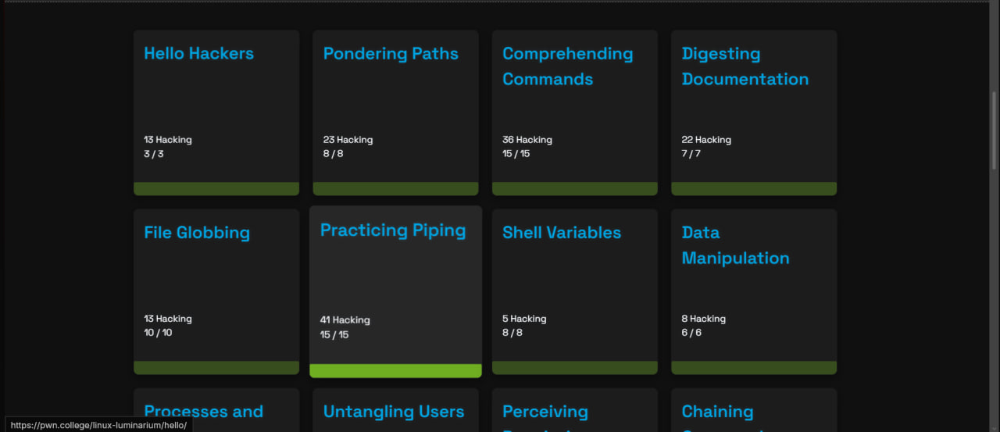 Hello Hackers
13 Hacking
3 / 3
Pondering Paths
23 Hacking
8 / 8
Comprehending
Commands
36 Hacking
15 / 15
Digesting
Documentation
22 Hacking
7 / 7
File Globbing
13 Hacking
10 / 10
Practicing Piping
41 Hacking
15 / 15
Shell Variables
5 Hacking
8 / 8
Data
Manipulation
8 Hacking
6 / 6
Processes and
Untangling Users
Perceiving
Chaining
https://pwn.college/linux-luminarium/hello/